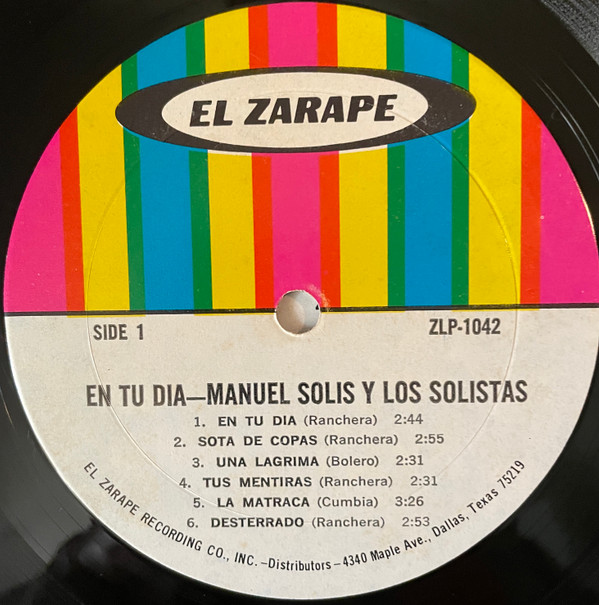 EL ZARAPE
SIDE 1
ZLP-1042
EN TU DIA—MANUEL SOLIS Y LOS SOLISTAS
1. EN TU DIA (Ranchera) 2:44
2. SOTA DE COPAS (Ranchera) 2:55
3. UNA LAGRIMA (Bolero) 2:31
4. TUS MENTIRAS (Ranchera) 2:31
5. LA MATRACA (Cumbia) 3:26
6. DESTERRADO (Ranchera) 2:53
EL ZARAPE RECORDING CO., INC.—Distributors—4340 Maple Ave., Dallas, Texas 75219